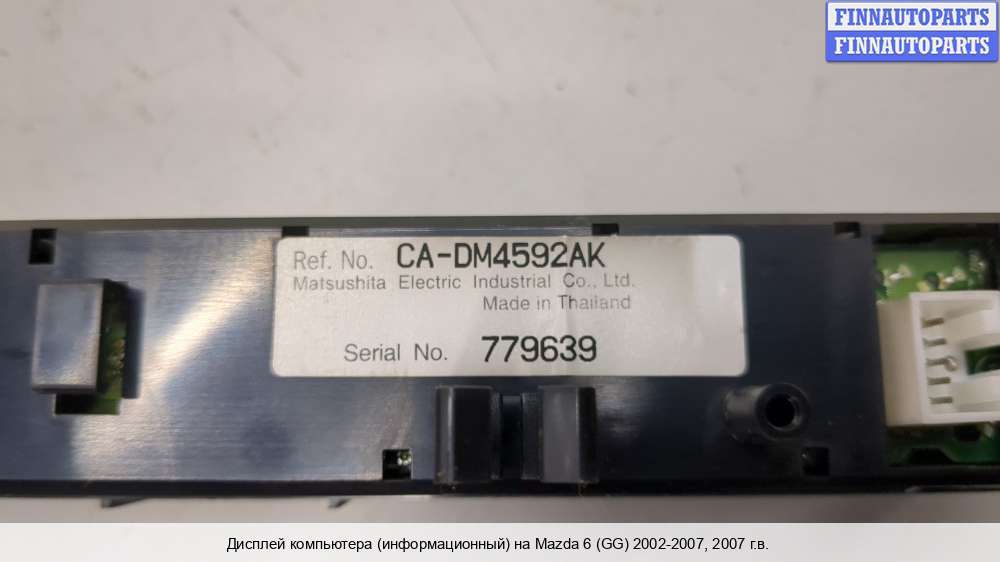 FINNAUTOPARTS
FINNAUTOPARTS
Ref. No. CA-DM4592AK
Matsushita Electric Industrial Co., Ltd.
Made in Thailand
Serial No. 779639
Дисплей компьютера (информационный) на Mazda 6 (GG) 2002-2007, 2007 г.в.